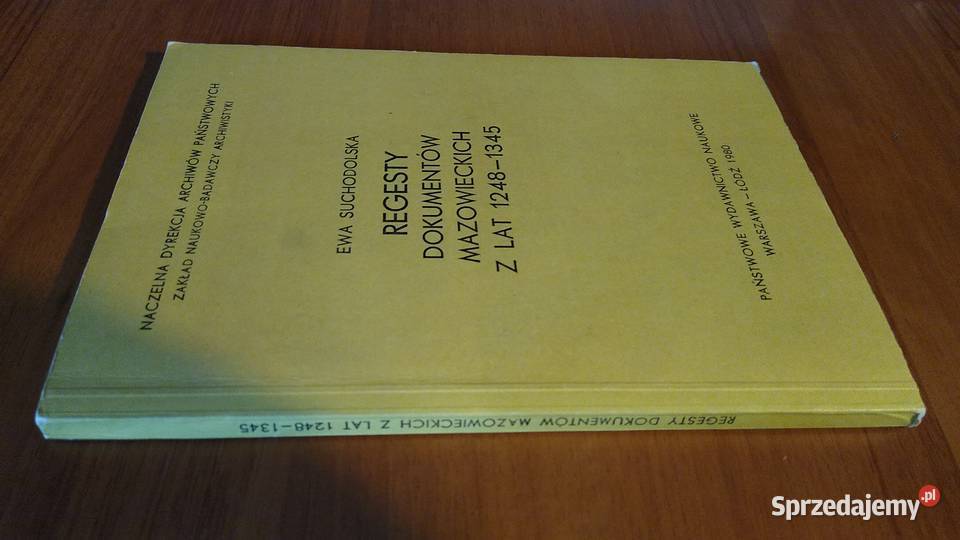 NACZELNA DYREKCJA ARCHIWÓW PAŃSTWOWYCH
ZAKŁAD NAUKOWO-BADAWCZY ARCHIWISTYKI
EWA SUCHODOLSKA
REGESTY
DOKUMENTÓW
MAZOWIECKICH
Z LAT 1248–1345
PAŃSTWOWE WYDAWNICTWO NAUKOWE
WARSZAWA – ŁÓDŹ 1980
REGESTY DOKUMENTÓW MAZOWIECKICH Z LAT 1248–1345
Sprzedajemy.pl